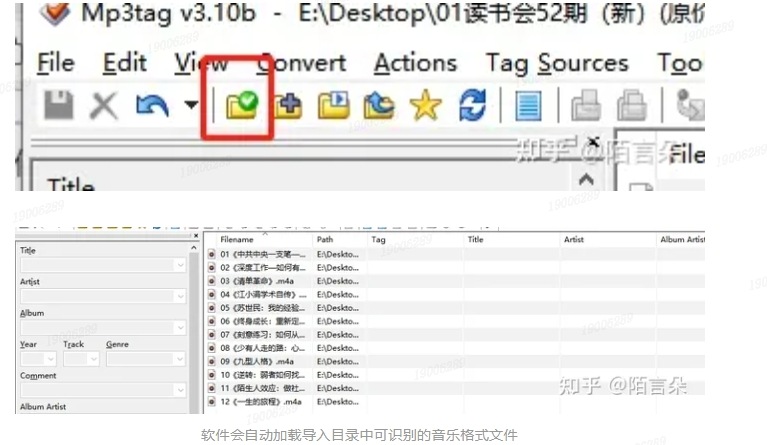 Mp3tag v3.10b - E:\Desktop\01读书会52期（新）(原价
File Edit View Convert Actions Tag Sources Too
知乎 @陌言朵
File
Title
Filename Path Tag Title Artist Album Artist
Title
01《中共中央一支笔—... E:\Deskto...
02《深度工作—如何有... E:\Deskto...
Artist
03《清单革命》.m4a E:\Deskto...
04《江小涓学术自传》.... E:\Deskto...
Album
05《苏世民：我的经验... E:\Deskto...
06《终身成长：重新定... E:\Deskto...
Year Track Genre
07《刻意练习：如何从... E:\Deskto...
08《少有人走的路：心... E:\Deskto...
Comment
09《九型人格》.m4a E:\Deskto...
10《逆转：弱者如何找... E:\Deskto...
11《陌生人效应：做社... E:\Deskto...
Album Artist
12《一生的旅程》.m4a E:\Deskto...
知乎 @陌言朵
软件会自动加载导入目录中可识别的音乐格式文件
19006289